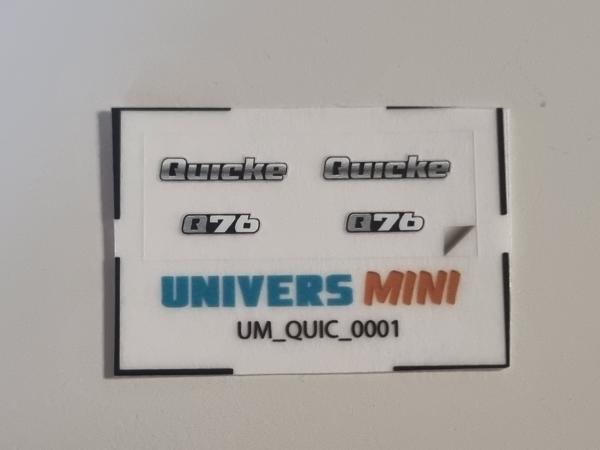 Quicke Quicke
Q76 Q76
UNIVERS MINI
UM_QUIC_0001